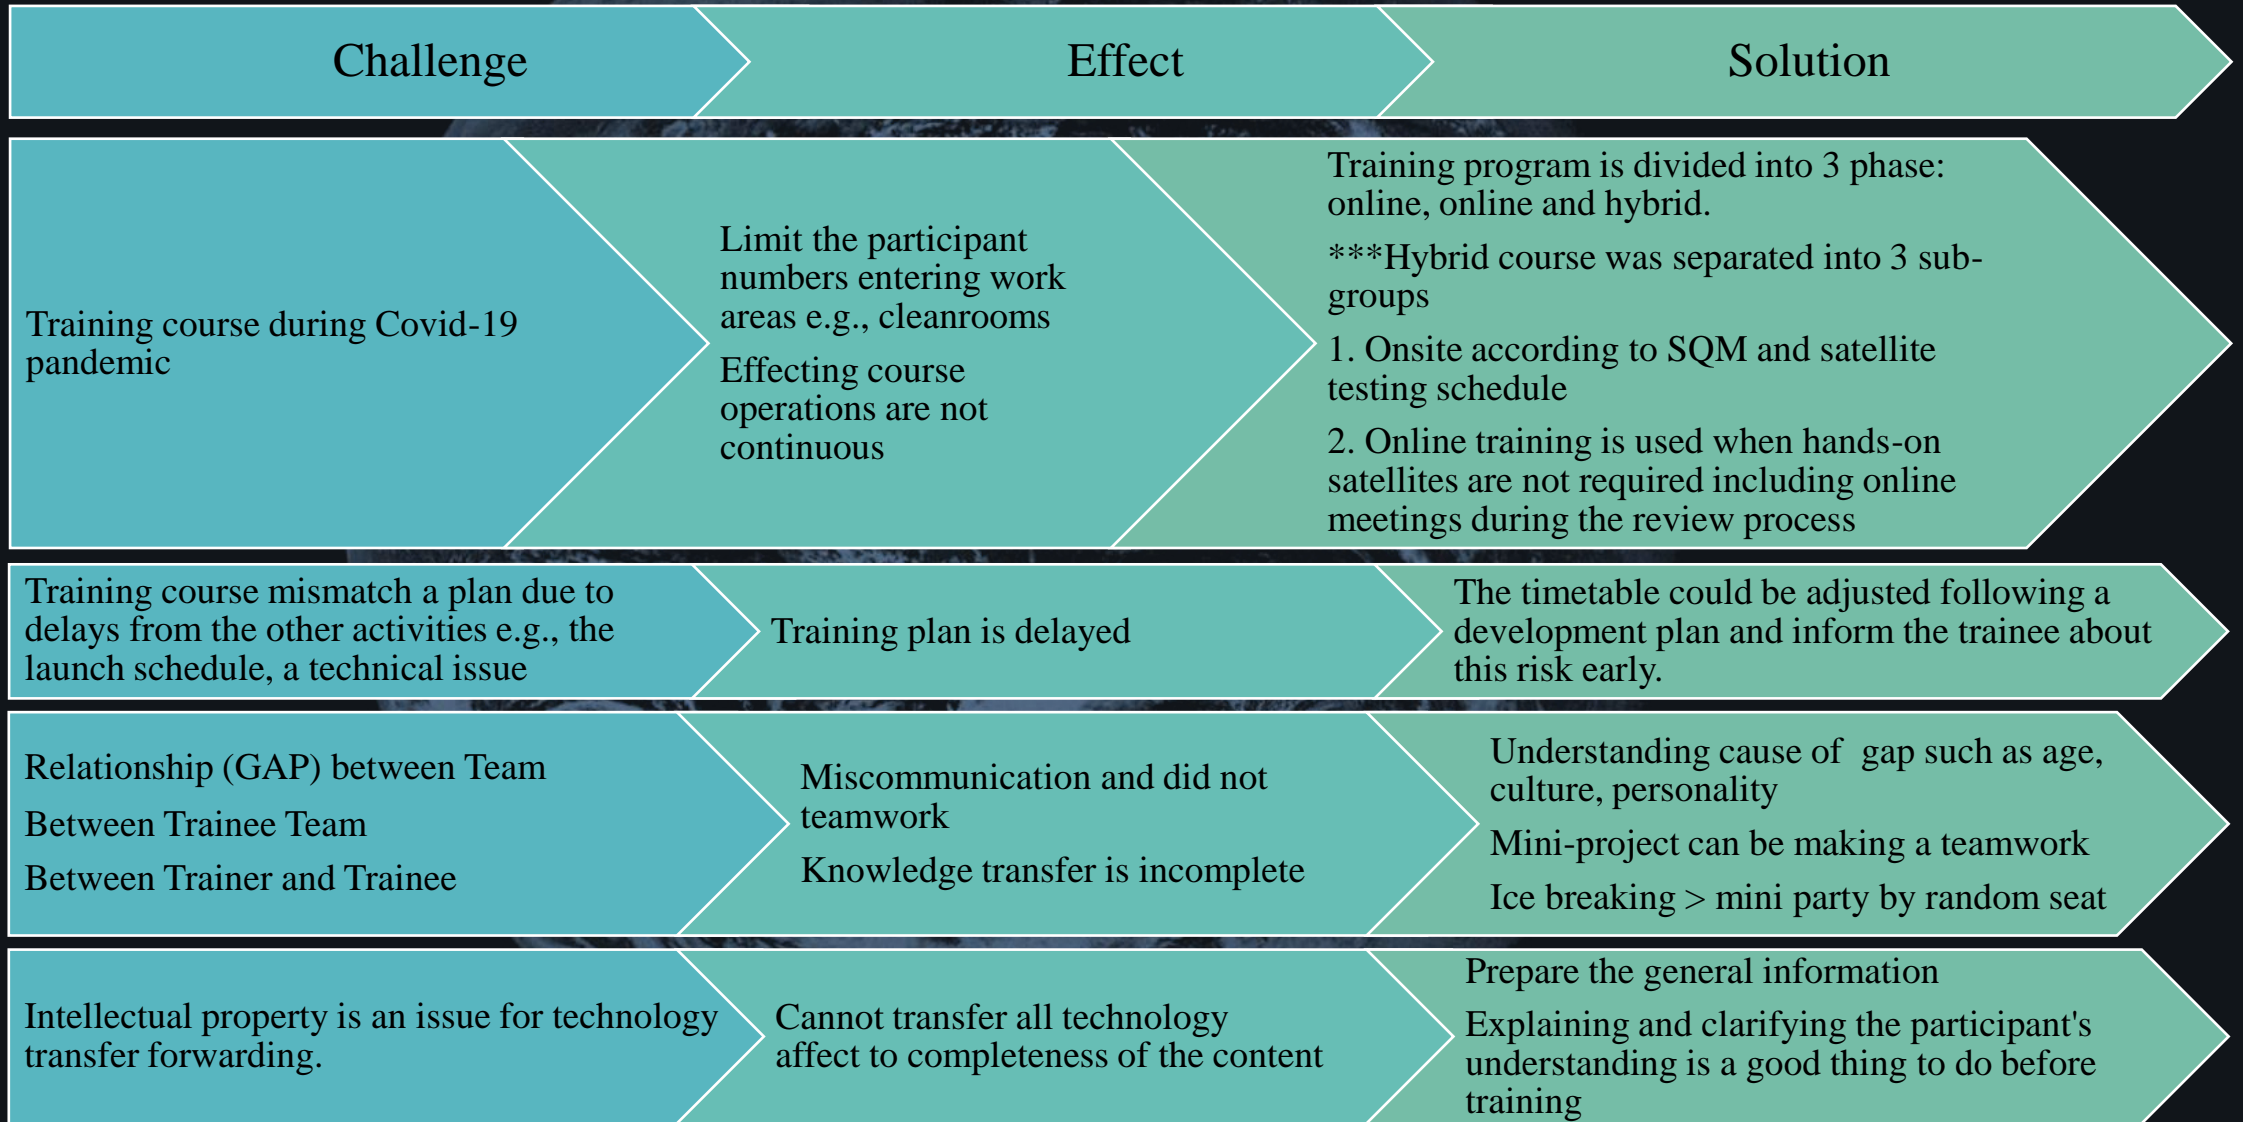 Challenge
Effect
Solution
Training course during Covid-19
pandemic
Limit the participant
numbers entering work
areas e.g., cleanrooms
Effecting course
operations are not
continuous
Training program is divided into 3 phase:
online, online and hybrid.
***Hybrid course was separated into 3 sub-
groups
1. Onsite according to SQM and satellite
testing schedule
2. Online training is used when hands-on
satellites are not required including online
meetings during the review process
Training course mismatch a plan due to
delays from the other activities e.g., the
launch schedule, a technical issue
Training plan is delayed
The timetable could be adjusted following a
development plan and inform the trainee about
this risk early.
Relationship (GAP) between Team
Between Trainee Team
Between Trainer and Trainee
Miscommunication and did not
teamwork
Knowledge transfer is incomplete
Understanding cause of  gap such as age,
culture, personality
Mini-project can be making a teamwork
Ice breaking > mini party by random seat
Intellectual property is an issue for technology
transfer forwarding.
Cannot transfer all technology
affect to completeness of the content
Prepare the general information
Explaining and clarifying the participant's
understanding is a good thing to do before
training